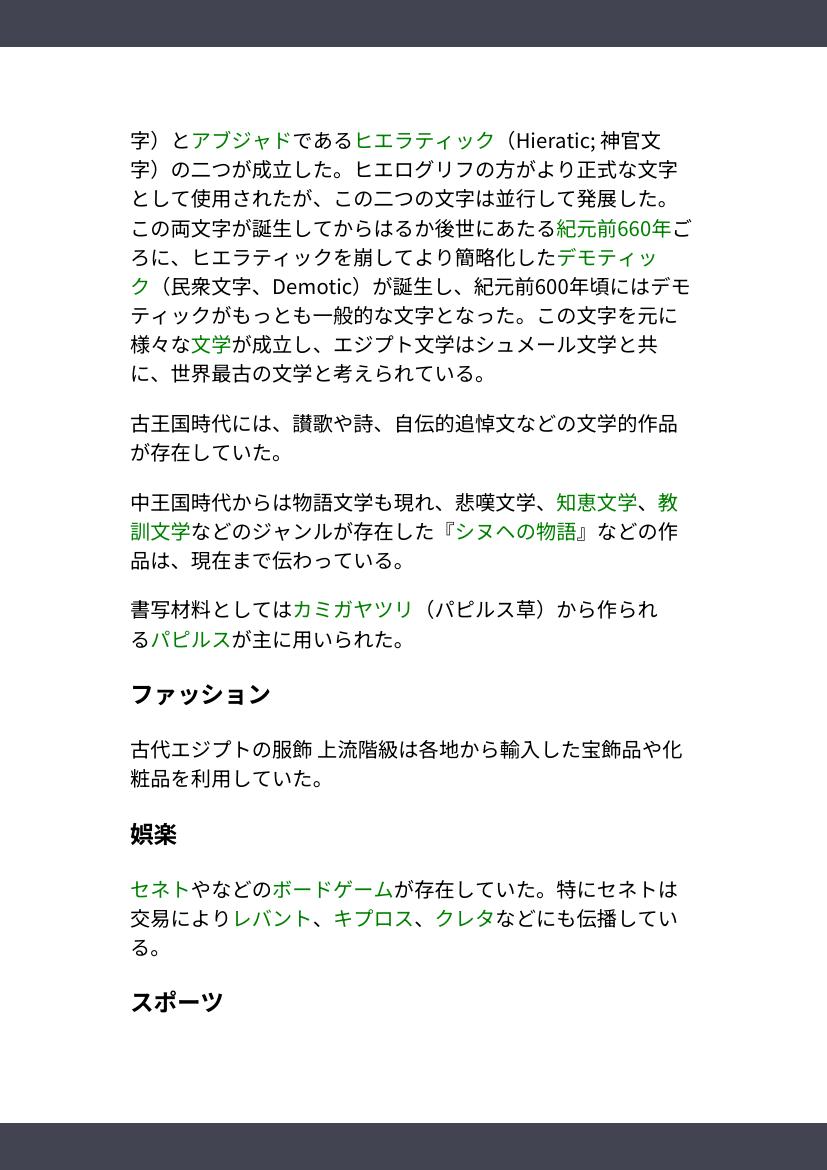 字）とアブジャドであるヒエラティック（Hieratic; 神官文
字）の二つが成立した。ヒエログリフの方がより正式な文字
として使用されたが、この二つの文字は並行して発展した。
この両文字が誕生してからはるか後世にあたる紀元前660年ご
ろに、ヒエラティックを崩してより簡略化したデモティッ
ク（民衆文字、Demotic）が誕生し、紀元前600年頃にはデモ
ティックがもっとも一般的な文字となった。この文字を元に
様々な文学が成立し、エジプト文学はシュメール文学と共
に、世界最古の文学と考えられている。
古王国時代には、讃歌や詩、自伝的追悼文などの文学的作品
が存在していた。
中王国時代からは物語文学も現れ、悲嘆文学、知恵文学、教
訓文学などのジャンルが存在した『シヌヘの物語』などの作
品は、現在まで伝わっている。
書写材料としてはカミガヤツリ（パピルス草）から作られ
るパピルスが主に用いられた。
ファッション
古代エジプトの服飾 上流階級は各地から輸入した宝飾品や化
粧品を利用していた。
娯楽
セネトやなどのボードゲームが存在していた。特にセネトは
交易によりレバント、キプロス、クレタなどにも伝播してい
る。
スポーツ